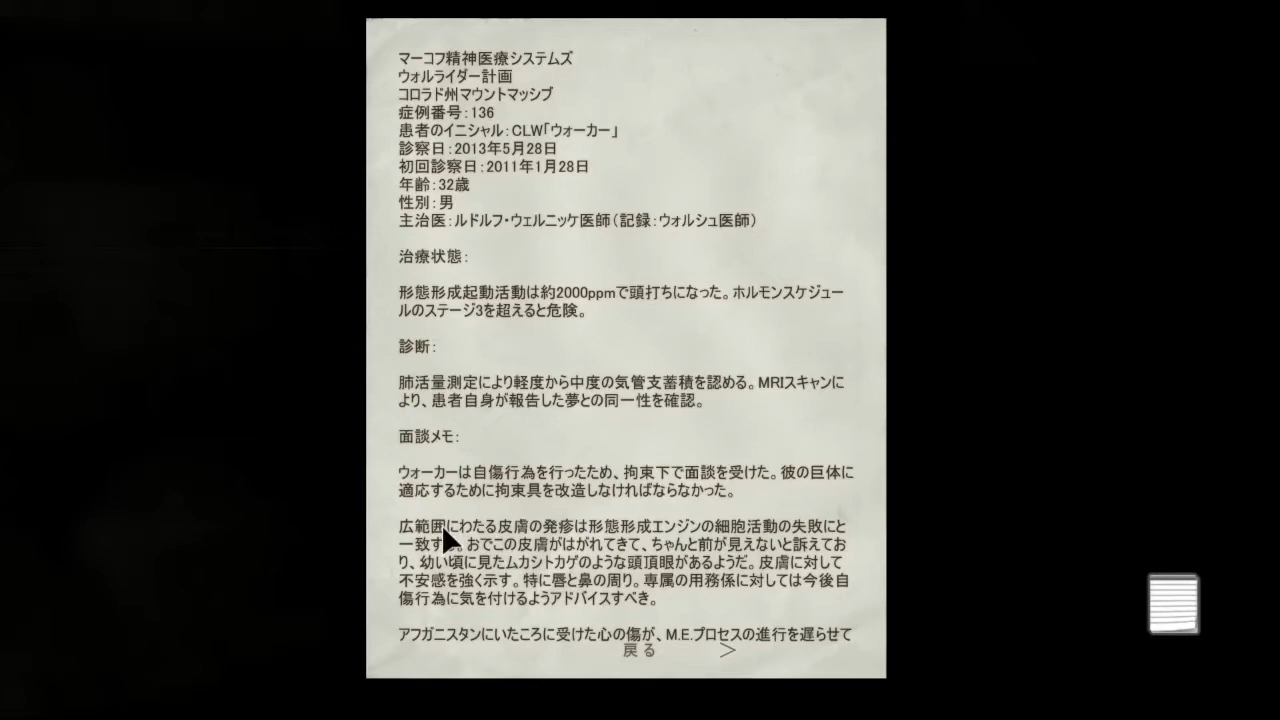 マーコフ精神医療システムズ
ウォルライダー計画
コロラド州マウントマッシブ
症例番号：136
患者のイニシャル：CLW「ウォーカー」
診察日：2013年5月28日
初回診察日：2011年1月28日
年齢：32歳
性別：男
主治医：ルドルフ・ウェルニッケ医師（記録：ウォルシュ医師）
治療状態：
形態形成起動活動は約2000ppmで頭打ちになった。ホルモンスケジュー
ルのステージ3を超えると危険。
診断：
肺活量測定により軽度から中度の気管支蓄積を認める。MRIスキャンに
より、患者自身が報告した夢との同一性を確認。
面談メモ：
ウォーカーは自傷行為を行ったため、拘束下で面談を受けた。彼の巨体に
適応するために拘束具を改造しなければならなかった。
広範囲にわたる皮膚の発疹は形態形成エンジンの細胞活動の失敗にと
一致す。おでこの皮膚がはがれてきて、ちゃんと前が見えないと訴えてお
り、幼い頃に見たムカシトカゲのような頭頂眼があるようだ。皮膚に対して
不安感を強く示す。特に唇と鼻の周り。専属の用務係に対しては今後自
傷行為に気を付けるようアドバイスすべき。
アフガニスタンにいたころに受けた心の傷が、M.E.プロセスの進行を遅らせて
戻る ＞